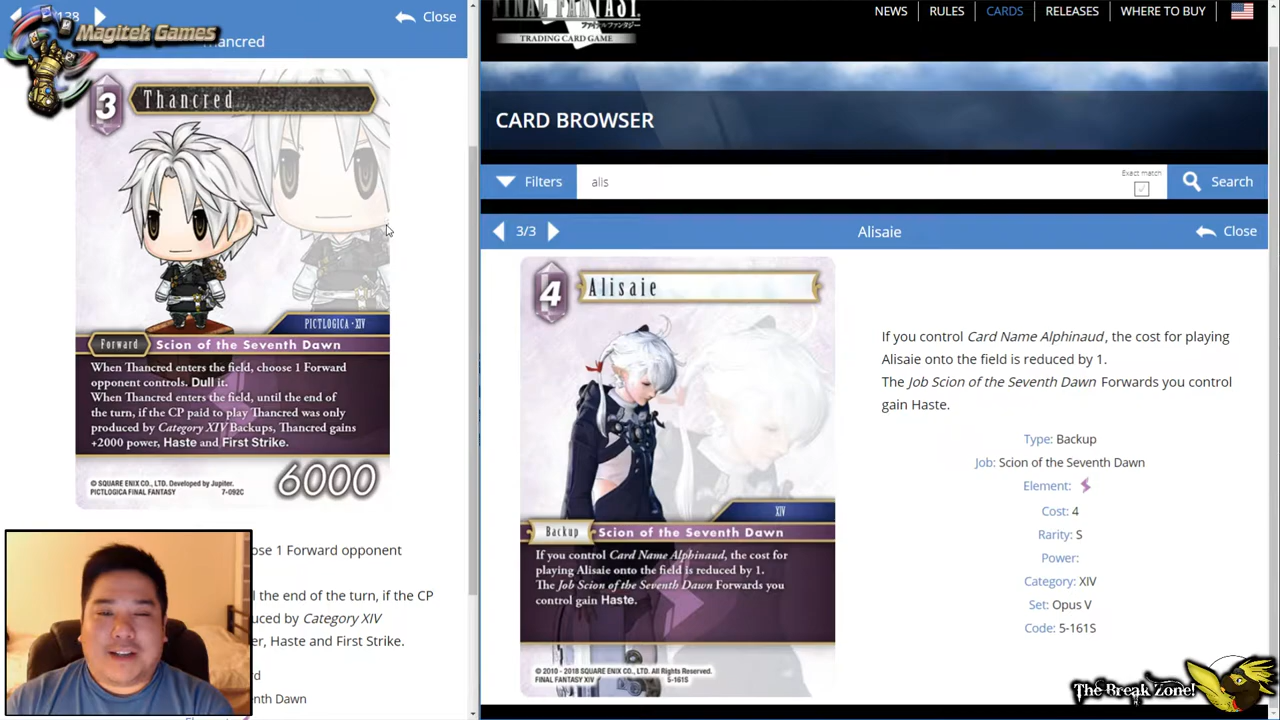 Close
Magitek Games
Thancred
3
Thancred
PICTLOGICA · XIV
Forward
Scion of the Seventh Dawn
When Thancred enters the field, choose 1 Forward
opponent controls. Dull it.
When Thancred enters the field, until the end of
the turn, if the CP paid to play Thancred was only
produced by Category XIV Backups, Thancred gains
+2000 power, Haste and First Strike.
© SQUARE ENIX CO., LTD. Developed by Jupiter.
PICTLOGICA FINAL FANTASY
7-092C
6000
ose 1 Forward opponent
l the end of the turn, if the CP
uced by Category XIV
er, Haste and First Strike.
FINAL FANTASY
TRADING CARD GAME
NEWS
RULES
CARDS
RELEASES
WHERE TO BUY
CARD BROWSER
Filters
alis
Exact match
Search
3/3
Alisaie
Close
4
Alisaie
XIV
Backup
Scion of the Seventh Dawn
If you control Card Name Alphinaud, the cost for
playing Alisaie onto the field is reduced by 1.
The Job Scion of the Seventh Dawn Forwards you
control gain Haste.
© 2010 - 2018 SQUARE ENIX CO., LTD. All Rights Reserved.
FINAL FANTASY XIV
5-161S
If you control Card Name Alphinaud, the cost for playing
Alisaie onto the field is reduced by 1.
The Job Scion of the Seventh Dawn Forwards you control
gain Haste.
Type: Backup
Job: Scion of the Seventh Dawn
Element:
Cost: 4
Rarity: S
Power:
Category: XIV
Set: Opus V
Code: 5-161S
The Break Zone!